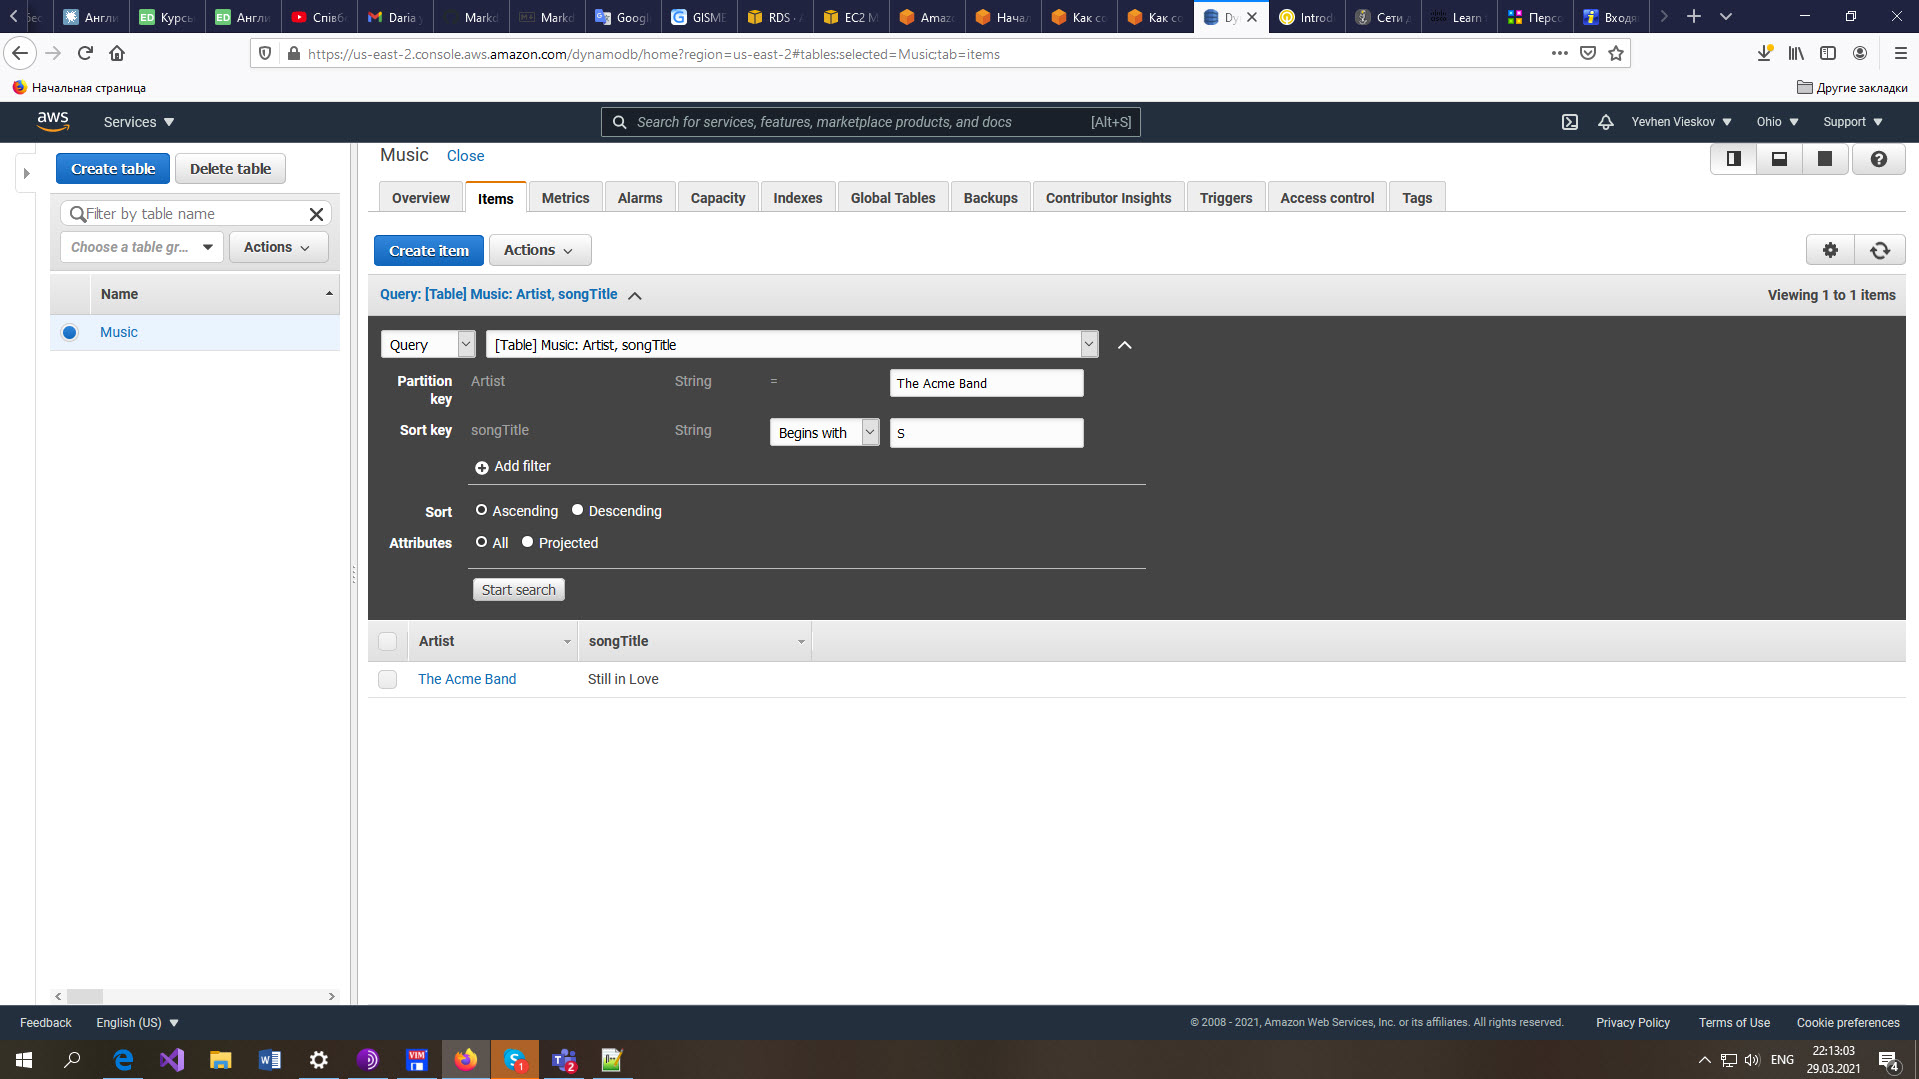 Англи
Курсы
Англи
Співб
Daria
Markd
Markd
Googl
GISME
RDS · A
EC2 M
Amazo
Начал
Как со
Как со
Dy
Introd
Сети д
Learn
Персо
Входя
https://us-east-2.console.aws.amazon.com/dynamodb/home?region=us-east-2#tables:selected=Music;tab=items
Начальная страница
Другие закладки
aws
Services
Search for services, features, marketplace products, and docs
[Alt+S]
Yevhen Vieskov
Ohio
Support
Create table
Delete table
Filter by table name
Choose a table gr...
Actions
Name
Music
Music
Close
Overview
Items
Metrics
Alarms
Capacity
Indexes
Global Tables
Backups
Contributor Insights
Triggers
Access control
Tags
Create item
Actions
Query: [Table] Music: Artist, songTitle
Viewing 1 to 1 items
Query
[Table] Music: Artist, songTitle
Partition key
Artist
String
=
The Acme Band
Sort key
songTitle
String
Begins with
S
Add filter
Sort
Ascending
Descending
Attributes
All
Projected
Start search
Artist
songTitle
The Acme Band
Still in Love
Feedback
English (US)
© 2008 - 2021, Amazon Web Services, Inc. or its affiliates. All rights reserved.
Privacy Policy
Terms of Use
Cookie preferences
ENG
22:13:03
29.03.2021
4